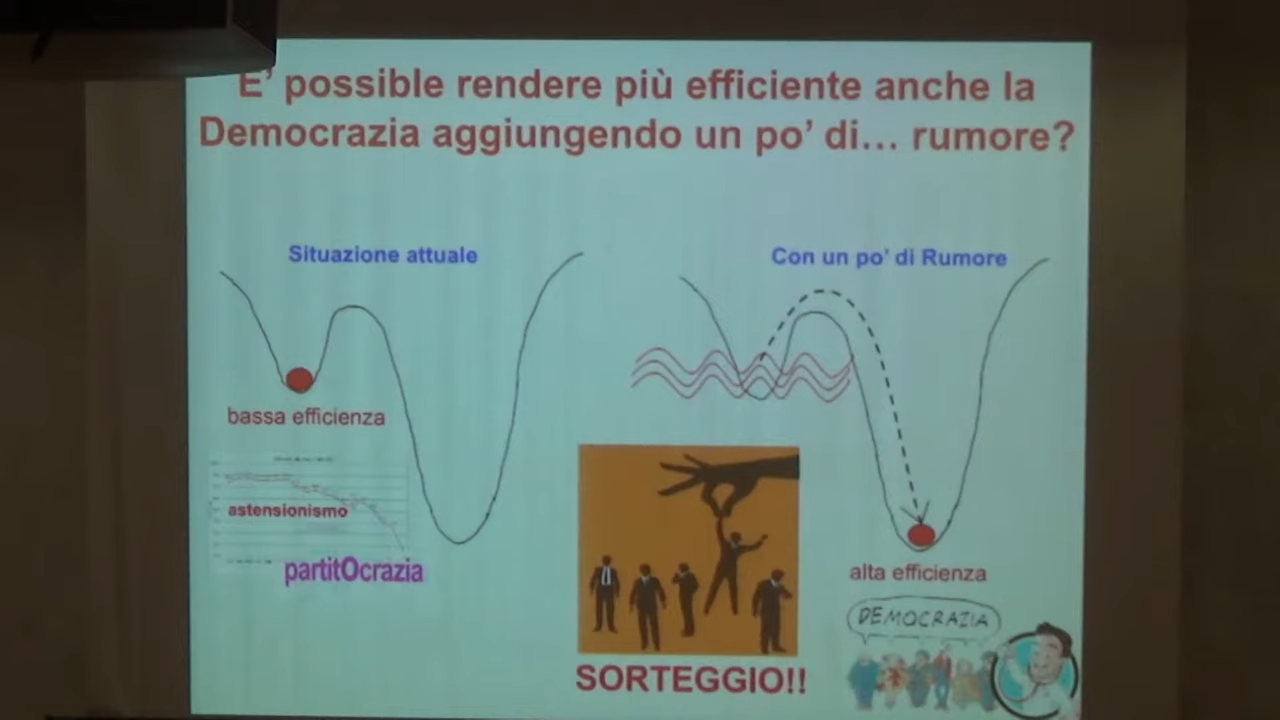 E' possibile rendere più efficiente anche la
Democrazia aggiungendo un po' di... rumore?
Situazione attuale
Con un po' di Rumore
bassa efficienza
astensionismo
partitOcrazia
SORTEGGIO!!
alta efficienza
DEMOCRAZIA